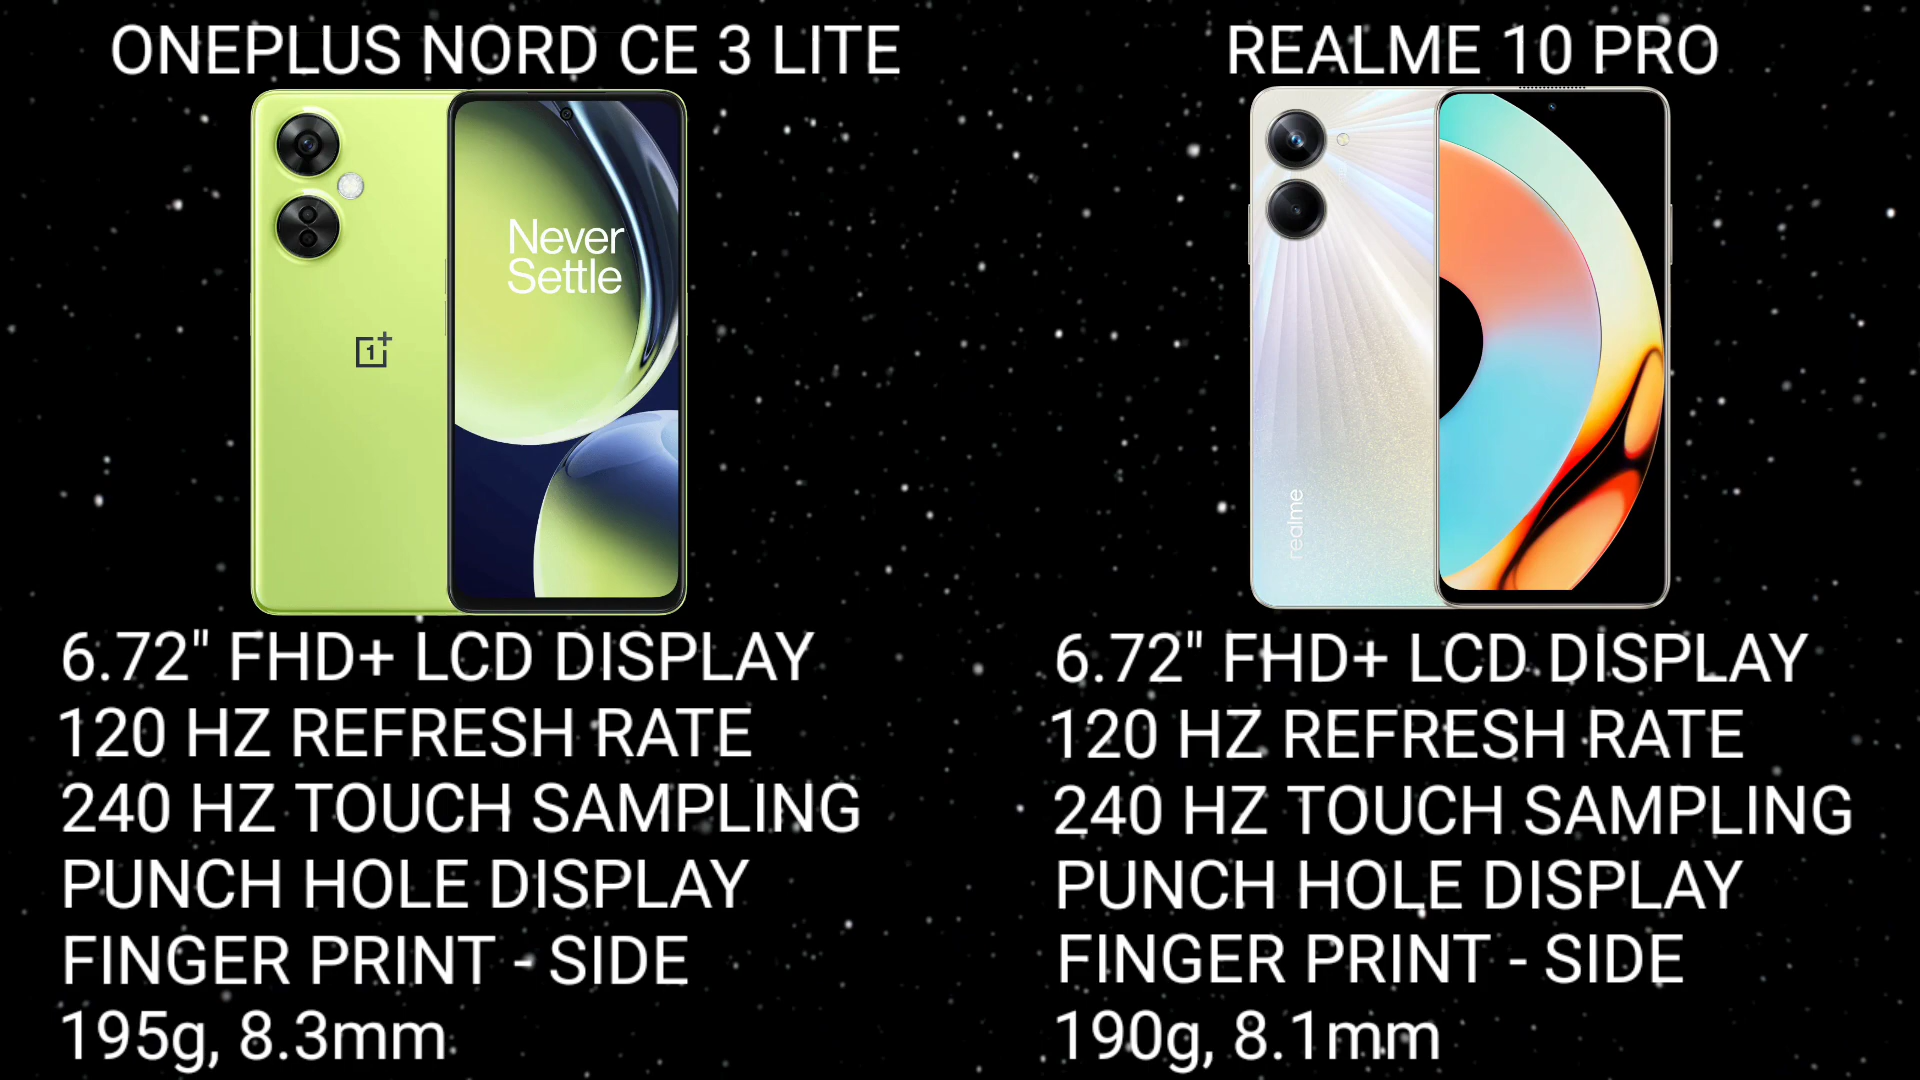 ONEPLUS NORD CE 3 LITE
Never
Settle
1+
6.72" FHD+ LCD DISPLAY
120 HZ REFRESH RATE
240 HZ TOUCH SAMPLING
PUNCH HOLE DISPLAY
FINGER PRINT - SIDE
195g, 8.3mm
REALME 10 PRO
realme
6.72" FHD+ LCD DISPLAY
120 HZ REFRESH RATE
240 HZ TOUCH SAMPLING
PUNCH HOLE DISPLAY
FINGER PRINT - SIDE
190g, 8.1mm